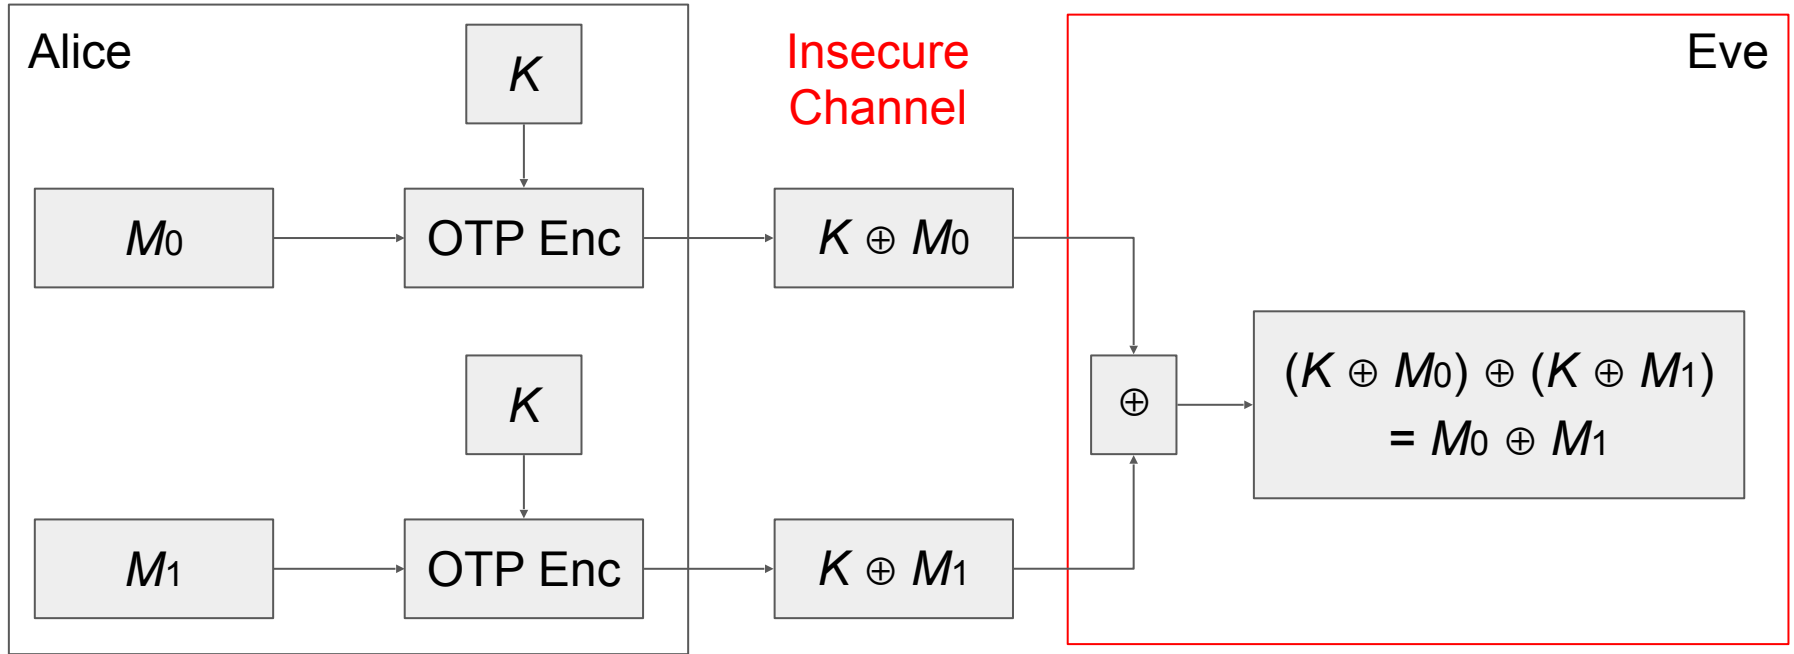 Alice
K
Insecure
Channel
Eve
M0
OTP Enc
K ⊕ M0
K
⊕
(K ⊕ M0) ⊕ (K ⊕ M1)
= M0 ⊕ M1
M1
OTP Enc
K ⊕ M1